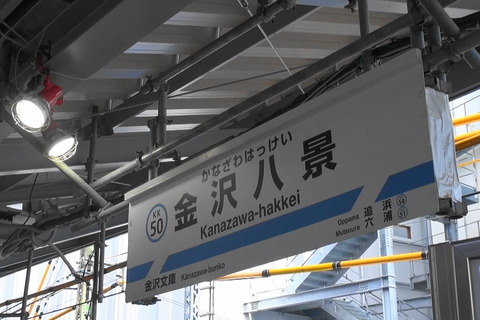 かなざわはっけい
KK
50
金沢八景
Kanazawa-hakkei
金沢文庫 Kanazawa-bunko
Oppama 追浜
Mutsuura 六浦